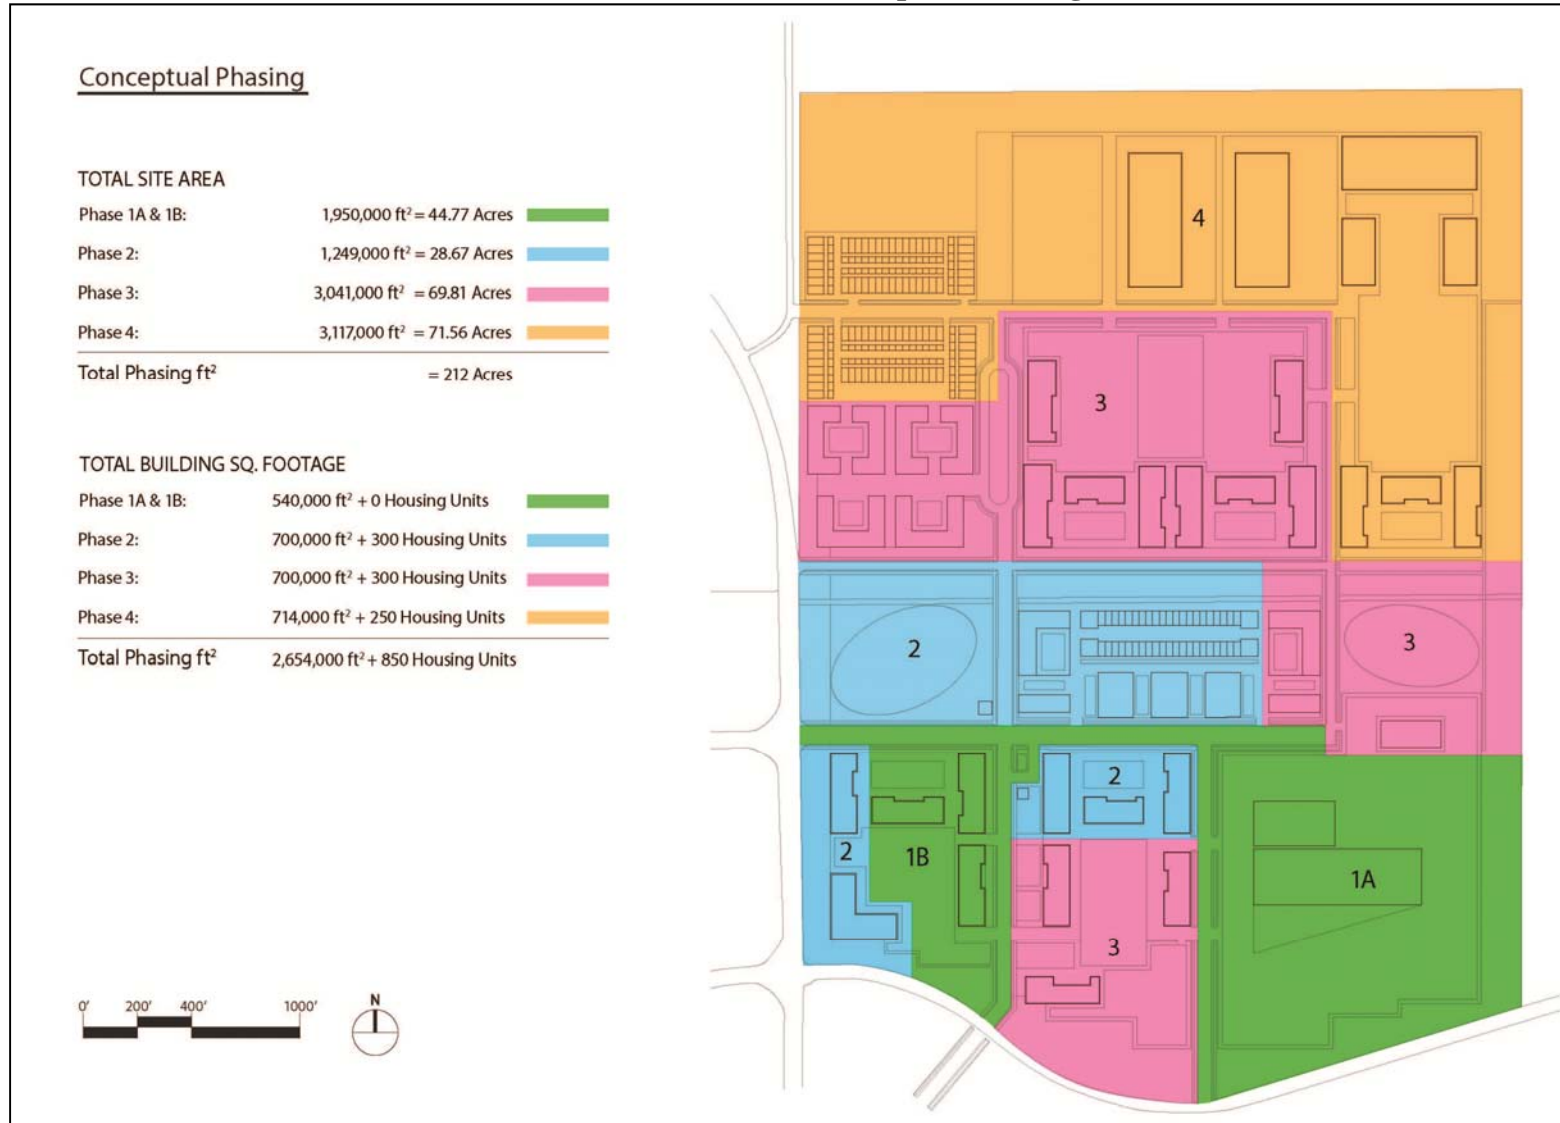 Conceptual Phasing
TOTAL SITE AREA
Phase 1A & 1B: 1,950,000 ft² = 44.77 Acres
Phase 2: 1,249,000 ft² = 28.67 Acres
Phase 3: 3,041,000 ft² = 69.81 Acres
Phase 4: 3,117,000 ft² = 71.56 Acres
Total Phasing ft² = 212 Acres
TOTAL BUILDING SQ. FOOTAGE
Phase 1A & 1B: 540,000 ft² + 0 Housing Units
Phase 2: 700,000 ft² + 300 Housing Units
Phase 3: 700,000 ft² + 300 Housing Units
Phase 4: 714,000 ft² + 250 Housing Units
Total Phasing ft² 2,654,000 ft² + 850 Housing Units
0' 200' 400' 1000'
N
4
3
2
3
2
2
1B
1A
3